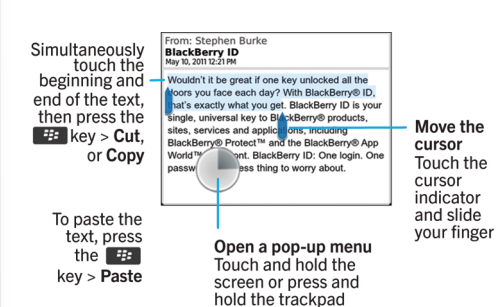 Simultaneously
touch the
beginning and
end of the text,
then press the
key > Cut,
or Copy
To paste the
text, press
the
key > Paste
From: Stephen Burke
BlackBerry ID
May 10, 2011 12:21 PM
Wouldn't it be great if one key unlocked all the
doors you face each day? With BlackBerry® ID,
that's exactly what you get. BlackBerry ID is your
single, universal key to BlackBerry® products,
sites, services and applications, including
BlackBerry® Protect™ and the BlackBerry® App
World™ ont. BlackBerry ID: One login. One
passw ess thing to worry about.
Open a pop-up menu
Touch and hold the
screen or press and
hold the trackpad
Move the
cursor
Touch the
cursor
indicator
and slide
your finger